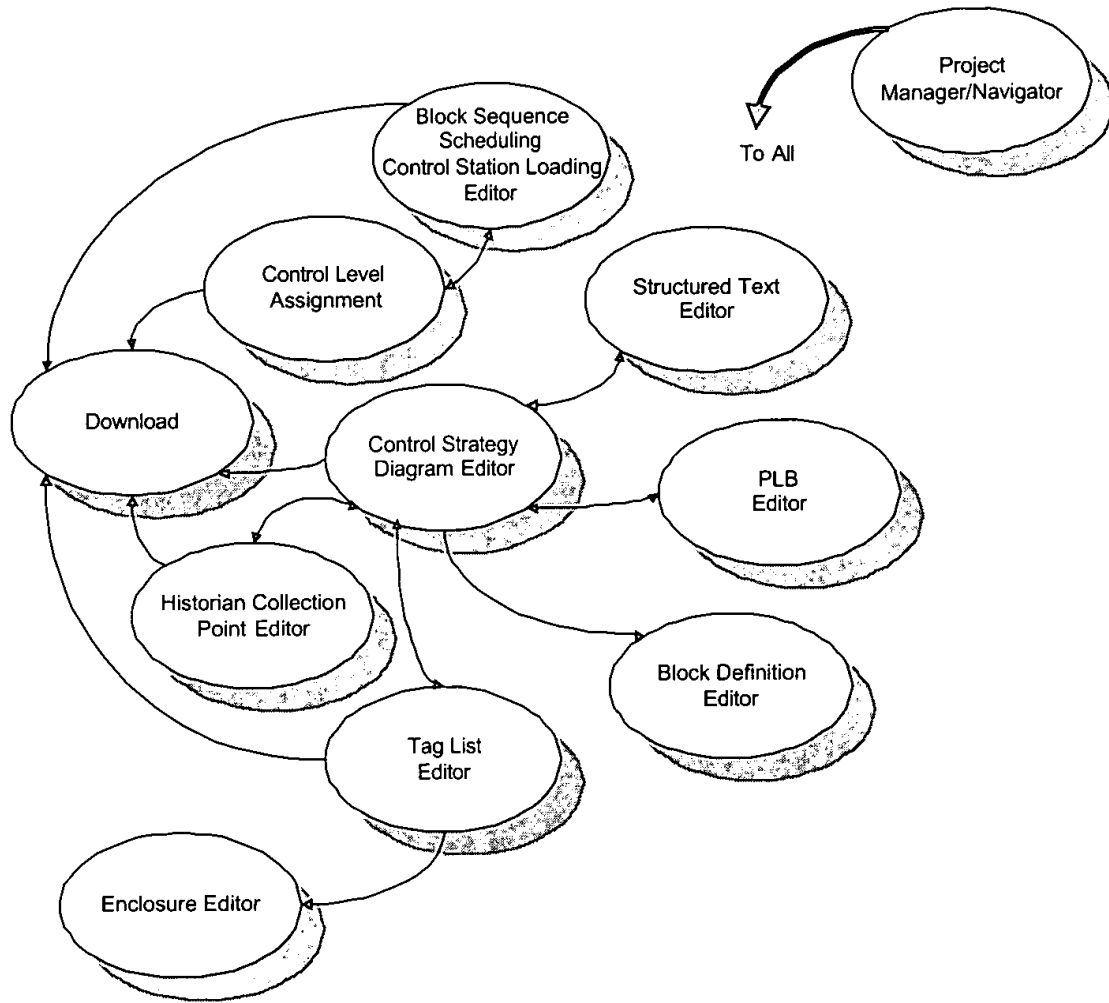 Project
Manager/Navigator
To All
Block Sequence
Scheduling
Control Station Loading
Editor
Control Level
Assignment
Structured Text
Editor
Download
Control Strategy
Diagram Editor
PLB
Editor
Historian Collection
Point Editor
Block Definition
Editor
Tag List
Editor
Enclosure Editor